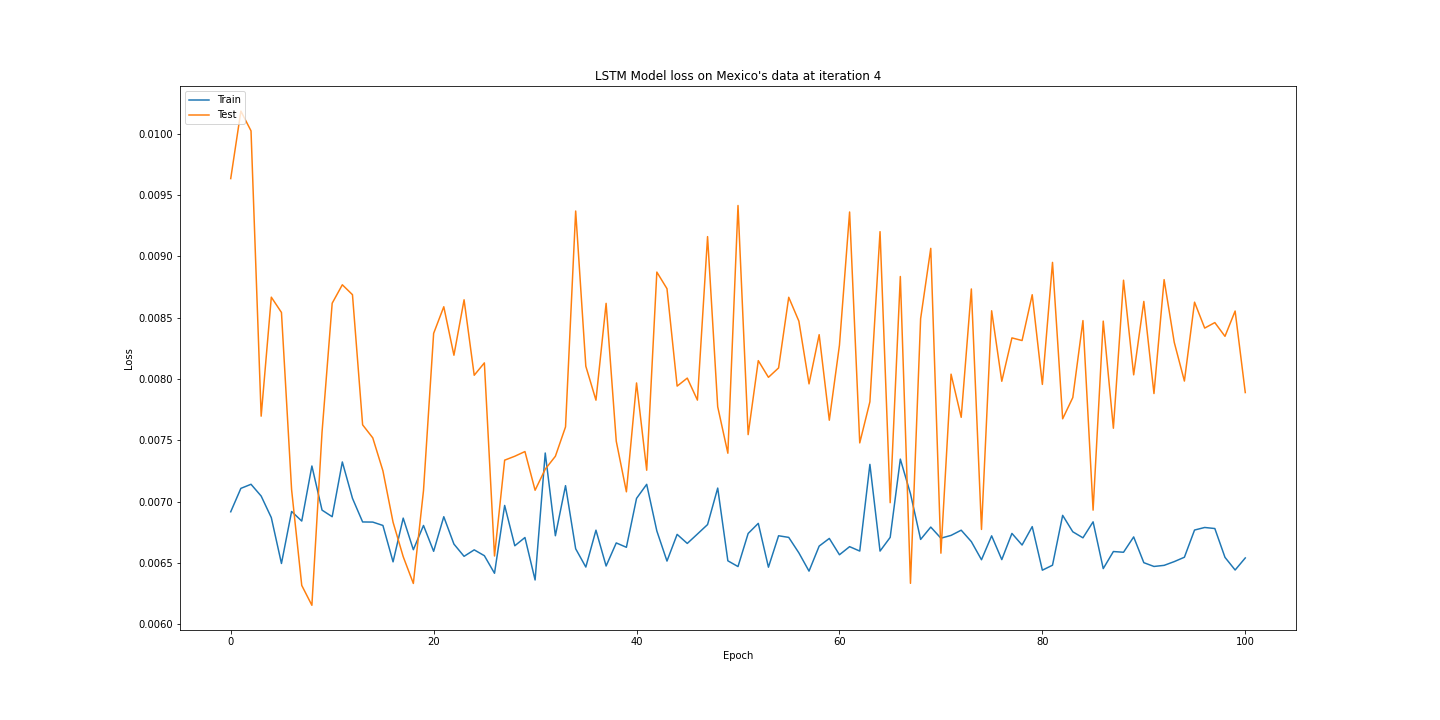 LSTM Model loss on Mexico's data at iteration 4
Train
Test
Loss
0.0100
0.0095
0.0090
0.0085
0.0080
0.0075
0.0070
0.0065
0.0060
0 20 40 60 80 100
Epoch